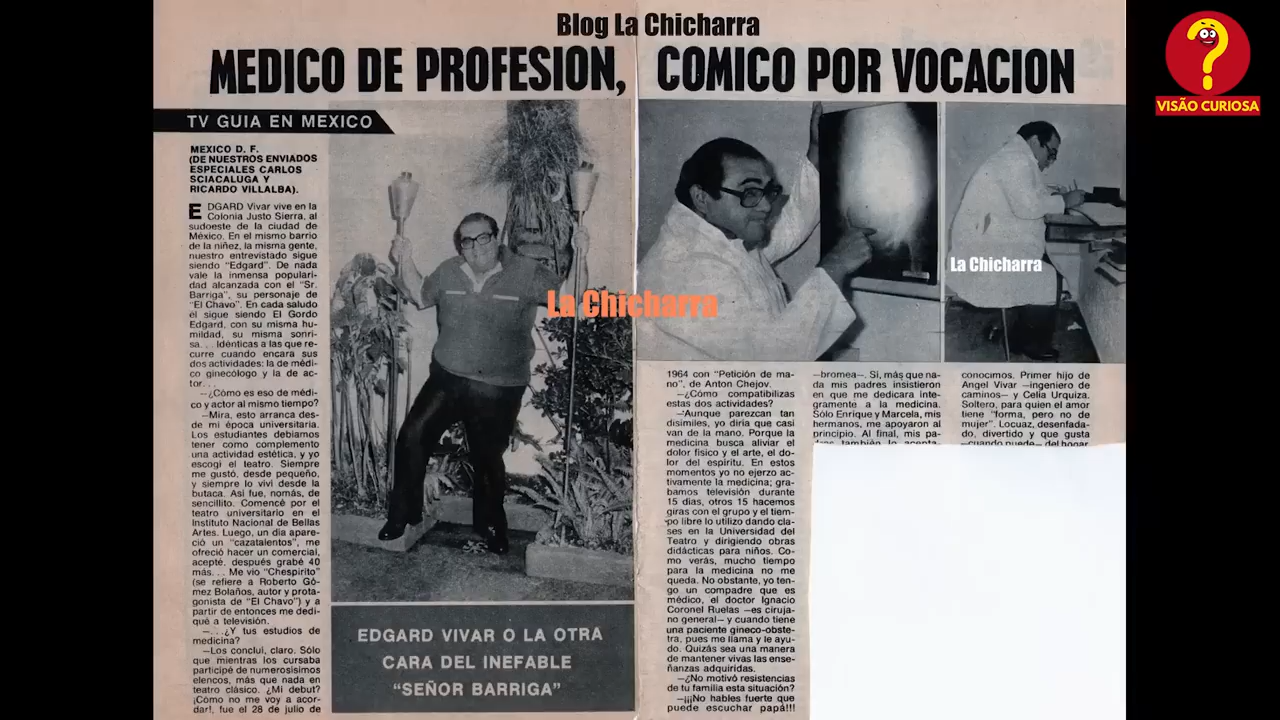 Blog La Chicharra
MEDICO DE PROFESION, COMICO POR VOCACION
VISÃO CURIOSA
TV GUIA EN MEXICO
MEXICO D. F.
(DE NUESTROS ENVIADOS
ESPECIALES CARLOS
SCIACALUGA Y
RICARDO VILLALBA).
EDGARD Vivar vive en la
Colonia Justo Sierra, al
sudoeste de la ciudad de
México. En el mismo barrio
de la niñez, la misma gente,
nuestro entrevistado sigue
siendo "Edgard". De nada
vale la inmensa populari-
dad alcanzada con el "Sr.
Barriga", su personaje de
"El Chavo". En cada saludo
él sigue siendo El Gordo
Edgard, con su misma hu-
mildad, su misma sonri-
sa... Idénticas a las que re-
curre cuando encara sus
dos actividades: la de médi-
co ginecólogo y la de ac-
tor...
—¿Cómo es eso de médi-
co y actor al mismo tiempo?
—Mira, esto arranca des-
de mi época universitaria.
Los estudiantes debíamos
tener como complemento
una actividad estética, y yo
escogí el teatro. Siempre
me gustó, desde pequeño,
y siempre lo viví desde la
butaca. Así fue, nomás, de
sencillito. Comencé por el
teatro universitario en el
Instituto Nacional de Bellas
Artes. Luego, un día apare-
ció un "cazatalentos", me
ofreció hacer un comercial,
acepté, después grabé 40
más... Me vio "Chespirito"
(se refiere a Roberto Gó-
mez Bolaños, autor y prota-
gonista de "El Chavo") y a
partir de entonces me dedi-
qué a televisión.
—...¿Y tus estudios de
medicina?
—Los concluí, claro. Sólo
que mientras los cursaba
participé de numerosísimos
elencos, más que nada en
teatro clásico. ¿Mi debut?
¡Cómo no me voy a acor-
dar!, fue el 28 de julio de
La Chicharra
EDGARD VIVAR O LA OTRA
CARA DEL INEFABLE
"SEÑOR BARRIGA"
La Chicharra
1964 con "Petición de ma-
no", de Anton Chejov.
—¿Cómo compatibilizas
estas dos actividades?
—Aunque parezcan tan
disímiles, yo diría que casi
van de la mano. Porque la
medicina busca aliviar el
dolor físico y el arte, el do-
lor del espíritu. En estos
momentos yo no ejerzo ac-
tivamente la medicina; gra-
bamos televisión durante
15 días, otros 15 hacemos
giras con el grupo y el tiem-
po libre lo utilizo dando cla-
ses en la Universidad del
Teatro y dirigiendo obras
didácticas para niños. Co-
mo verás, mucho tiempo
para la medicina no me
queda. No obstante, yo ten-
go un compadre que es
médico, el doctor Ignacio
Coronel Ruelas —es ciruja-
no general— y cuando tiene
una paciente gineco-obste-
tra, pues me llama y le ayu-
do. Quizás sea una manera
de mantener vivas las ense-
ñanzas adquiridas.
—¿No motivó resistencias
de tu familia esta situación?
—¡¡¡No hables fuerte que
puede escuchar papá!!!
—bromea—. Sí, más que na-
da mis padres insistieron
en que me dedicara ínte-
gramente a la medicina.
Sólo Enrique y Marcela, mis
hermanos, me apoyaron al
principio. Al final, mis pa-
dres también lo acepta-
conocimos. Primer hijo de
Angel Vivar —ingeniero de
caminos— y Celia Urquiza.
Soltero, para quien el amor
tiene "forma, pero no de
mujer". Locuaz, desenfada-
do, divertido y que gusta
—cuando puede— del hogar